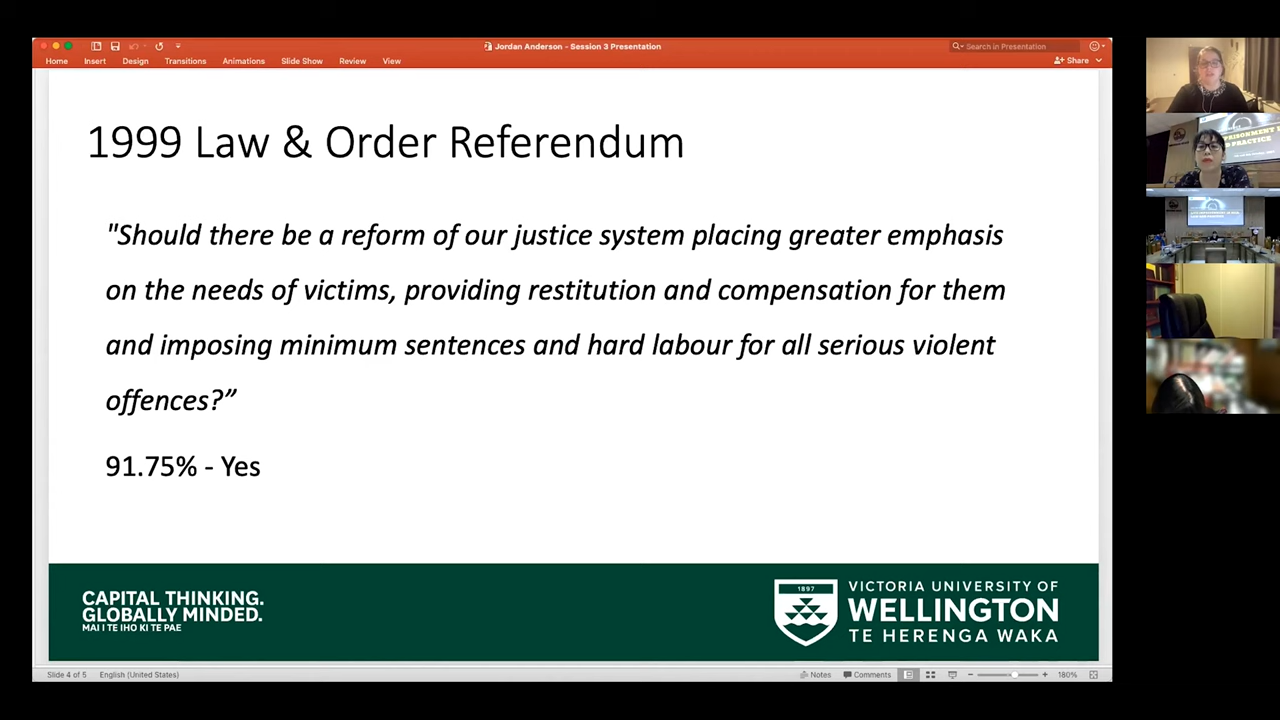 Jordan Anderson - Session 3 Presentation
Search in Presentation
Home Insert Design Transitions Animations Slide Show Review View
Share
1999 Law & Order Referendum
"Should there be a reform of our justice system placing greater emphasis
on the needs of victims, providing restitution and compensation for them
and imposing minimum sentences and hard labour for all serious violent
offences?”
91.75% - Yes
CAPITAL THINKING.
GLOBALLY MINDED.
MAI I TE IHO KI TE PAE
1897
VICTORIA UNIVERSITY OF
WELLINGTON
TE HERENGA WAKA
Slide 4 of 5 English (United States)
Notes Comments 180%